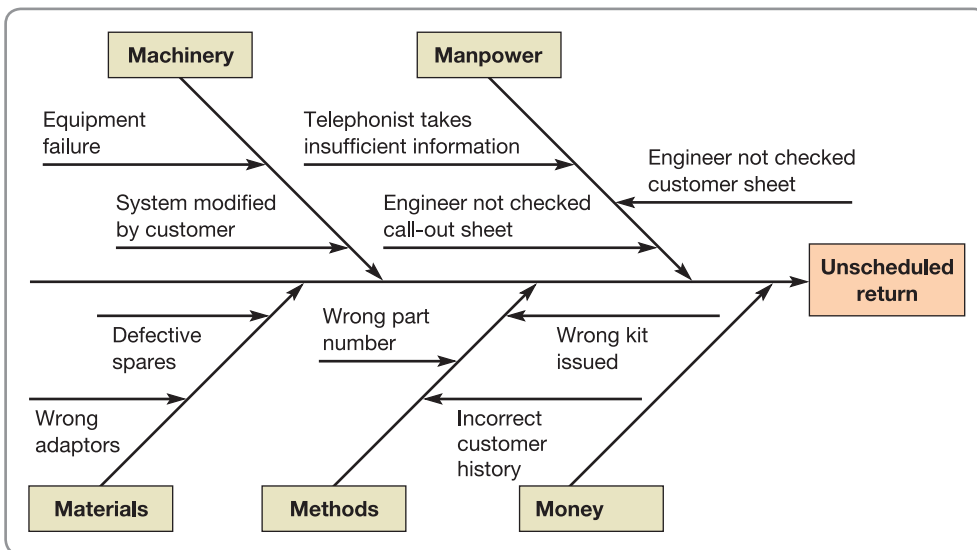 Machinery
Manpower
Equipment
failure
Telephonist takes
insufficient information
Engineer not checked
customer sheet
System modified
by customer
Engineer not checked
call-out sheet
Unscheduled
return
Defective
spares
Wrong part
number
Wrong kit
issued
Wrong
adaptors
Incorrect
customer
history
Materials
Methods
Money